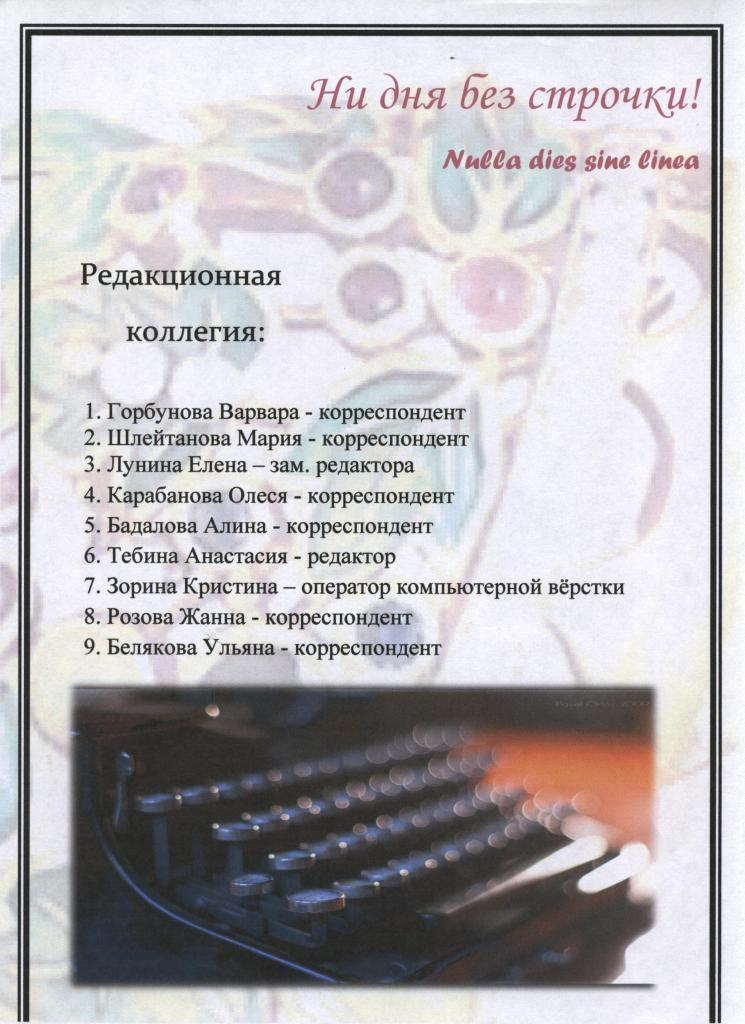 Ни дня без строчки!
Nulla dies sine linea
Редакционная
коллегия:
1. Горбунова Варвара - корреспондент
2. Шлейтанова Мария - корреспондент
3. Лунина Елена – зам. редактора
4. Карабанова Олеся - корреспондент
5. Бадалова Алина - корреспондент
6. Тебина Анастасия - редактор
7. Зорина Кристина – оператор компьютерной вёрстки
8. Розова Жанна - корреспондент
9. Белякова Ульяна - корреспондент